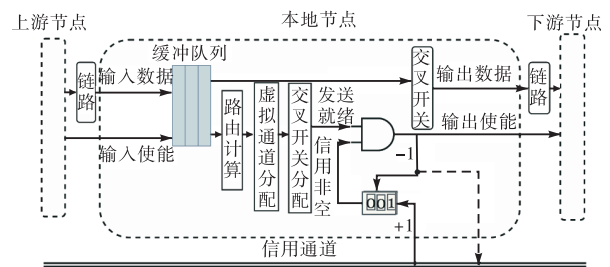 上游节点
本地节点
下游节点
缓冲队列
链路
输入数据
输入使能
路由计算
虚拟通道分配
交叉开关分配
发送就绪
信用非空
交叉开关
输出数据
链路
输出使能
-1
001
+1
信用通道